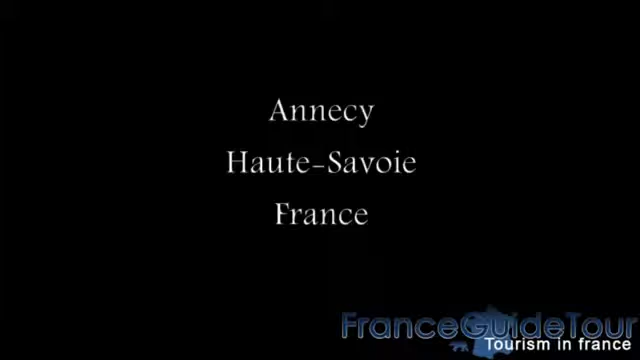 Annecy
Haute-Savoie
France
FranceGuideTour
Tourism in france